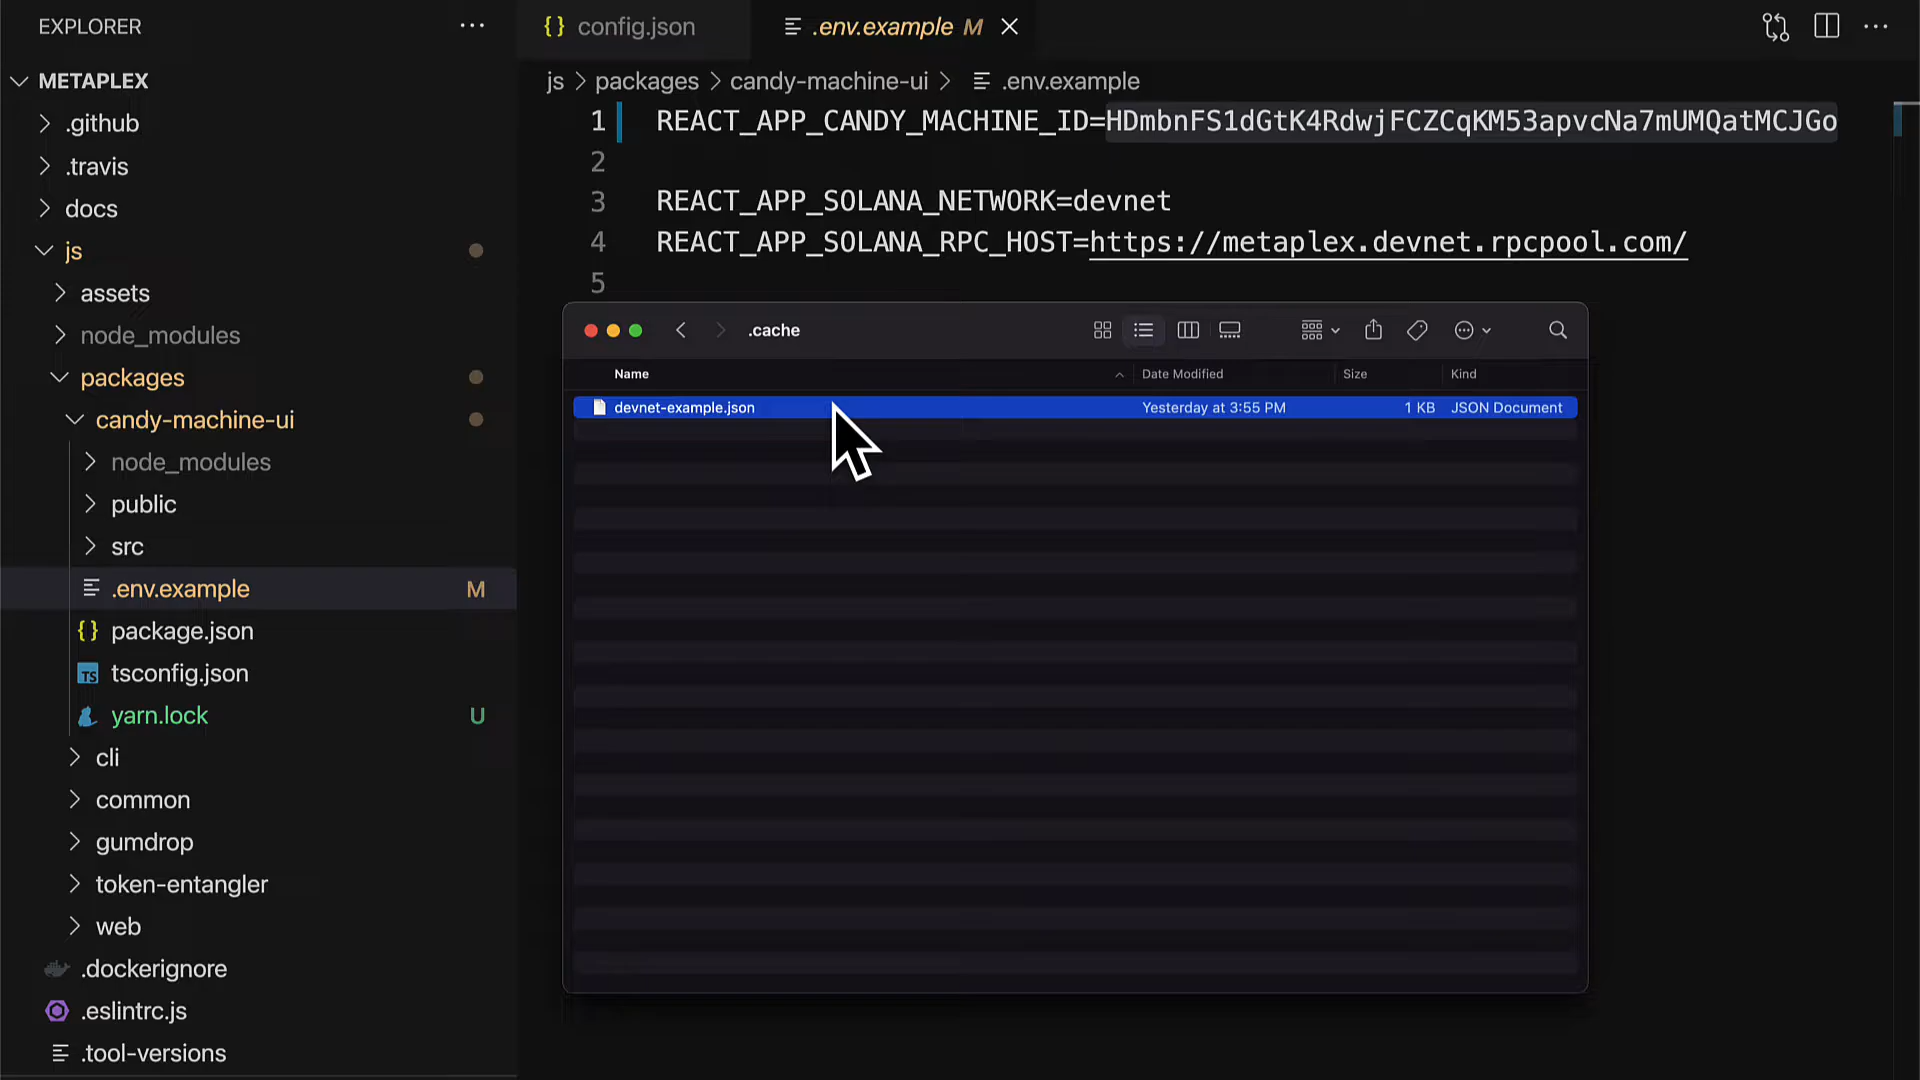 EXPLORER
METAPLEX
.github
.travis
docs
js
assets
node_modules
packages
candy-machine-ui
node_modules
public
src
.env.example M
package.json
tsconfig.json
yarn.lock U
cli
common
gumdrop
token-entangler
web
.dockerignore
.eslintrc.js
.tool-versions
config.json
.env.example M
js > packages > candy-machine-ui > .env.example
1 REACT_APP_CANDY_MACHINE_ID=HDmbnFS1dGtK4RdwjFCZCqKM53apvcNa7mUMQatMCJGo
2
3 REACT_APP_SOLANA_NETWORK=devnet
4 REACT_APP_SOLANA_RPC_HOST=https://metaplex.devnet.rpcpool.com/
5
.cache
Name Date Modified Size Kind
devnet-example.json Yesterday at 3:55 PM 1 KB JSON Document